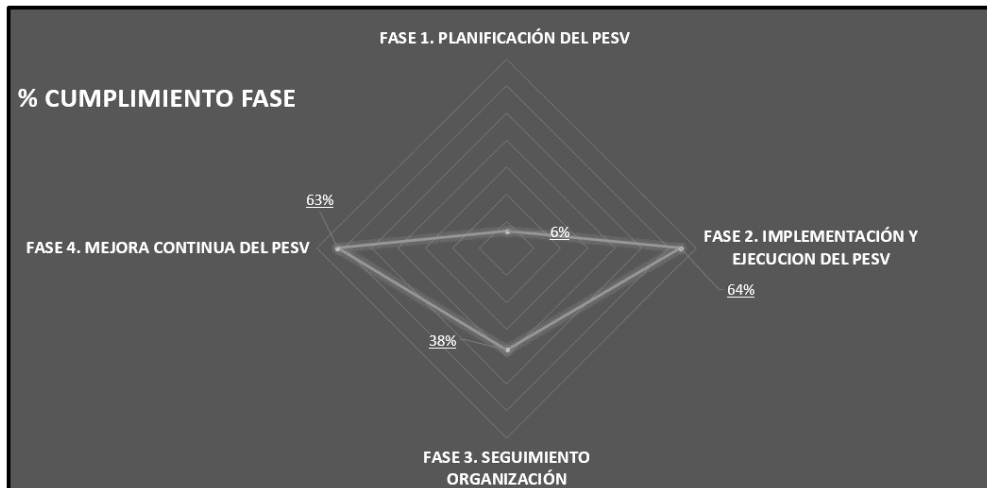 FASE 1. PLANIFICACIÓN DEL PESV
% CUMPLIMIENTO FASE
63%
6%
FASE 4. MEJORA CONTINUA DEL PESV
FASE 2. IMPLEMENTACIÓN Y
EJECUCION DEL PESV
64%
38%
FASE 3. SEGUIMIENTO
ORGANIZACIÓN